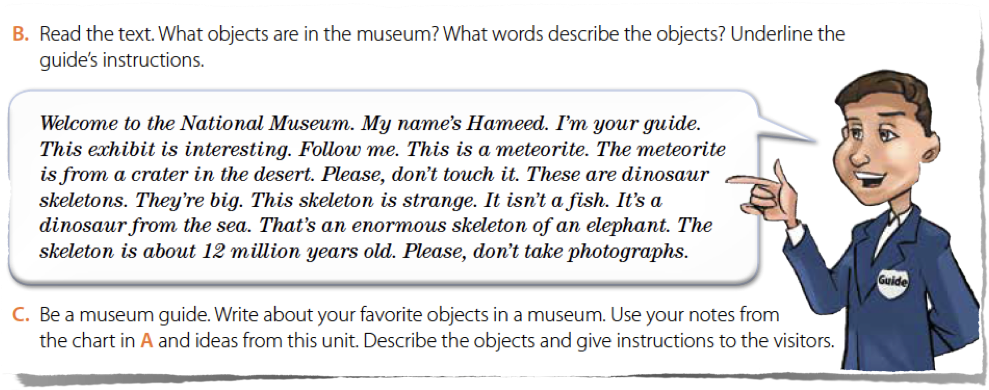 B. Read the text. What objects are in the museum? What words describe the objects? Underline the
guide's instructions.
Welcome to the National Museum. My name's Hameed. I'm your guide.
This exhibit is interesting. Follow me. This is a meteorite. The meteorite
is from a crater in the desert. Please, don't touch it. These are dinosaur
skeletons. They're big. This skeleton is strange. It isn't a fish. It's a
dinosaur from the sea. That's an enormous skeleton of an elephant. The
skeleton is about 12 million years old. Please, don't take photographs.
Guide
C. Be a museum guide. Write about your favorite objects in a museum. Use your notes from
the chart in A and ideas from this unit. Describe the objects and give instructions to the visitors.